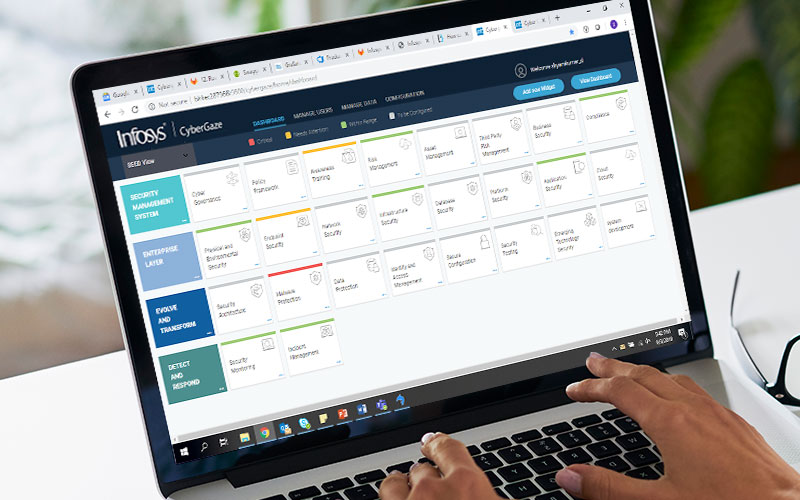 Not secure
Welcome
Infosys | CyberGaze
DASHBOARD
MANAGE USERS
MANAGE DATA
CONFIGURATION
Add new Widget
View Dashboard
Critical
Needs Attention
Within Range
To be Configured
SEED View
SECURITY
MANAGEMENT
SYSTEM
Cyber
Governance
Policy
Framework
Awareness
Training
Risk
Management
Asset
Management
Third Party
Risk
Management
Business
Security
Compliance
ENTERPRISE
LAYER
Physical and
Environmental
Security
Endpoint
Security
Network
Security
Infrastructure
Security
Database
Security
Platform
Security
Application
Security
Cloud
Security
EVOLVE
AND
TRANSFORM
Security
Architecture
Malware
Protection
Data
Protection
Identity and
Access
Management
Secure
Configuration
Security
Testing
Emerging
Technology
Security
System
Development
DETECT
AND
RESPOND
Security
Monitoring
Incident
Management